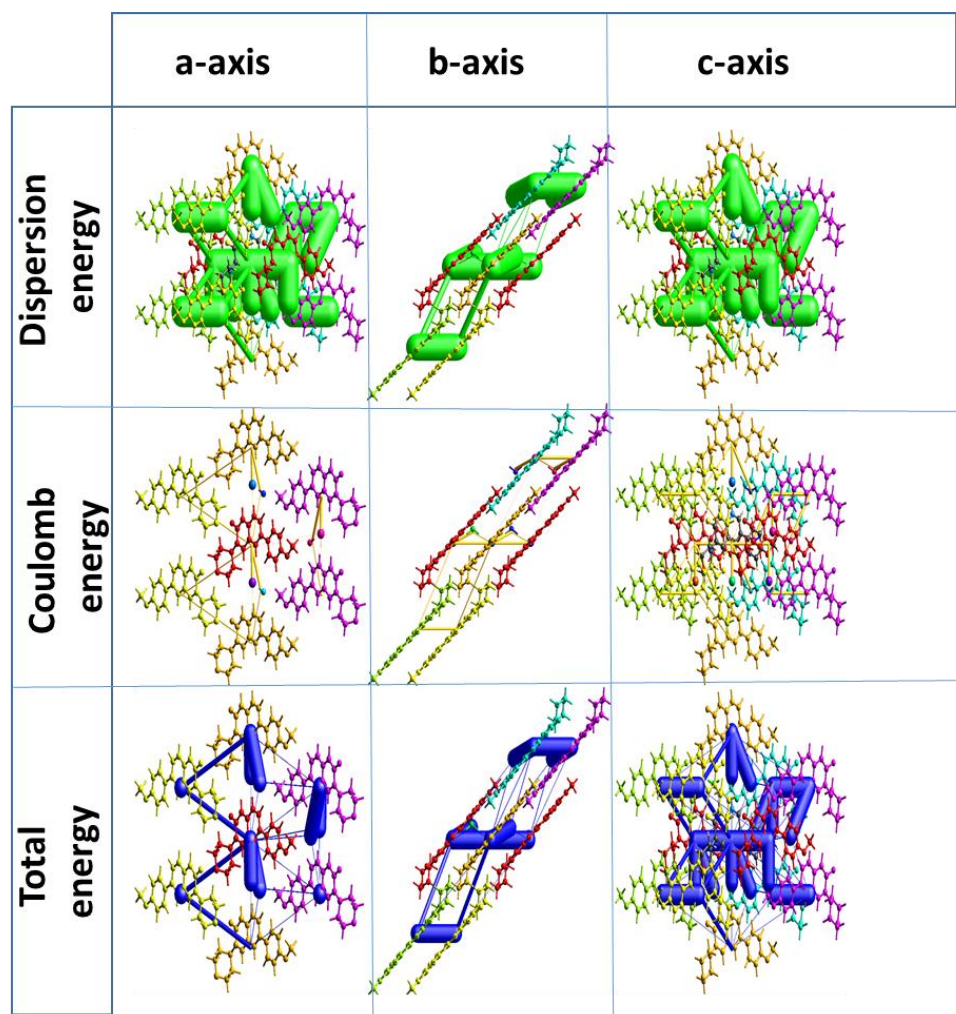 a-axis
b-axis
c-axis
Dispersion
energy
Coulomb
energy
Total
energy